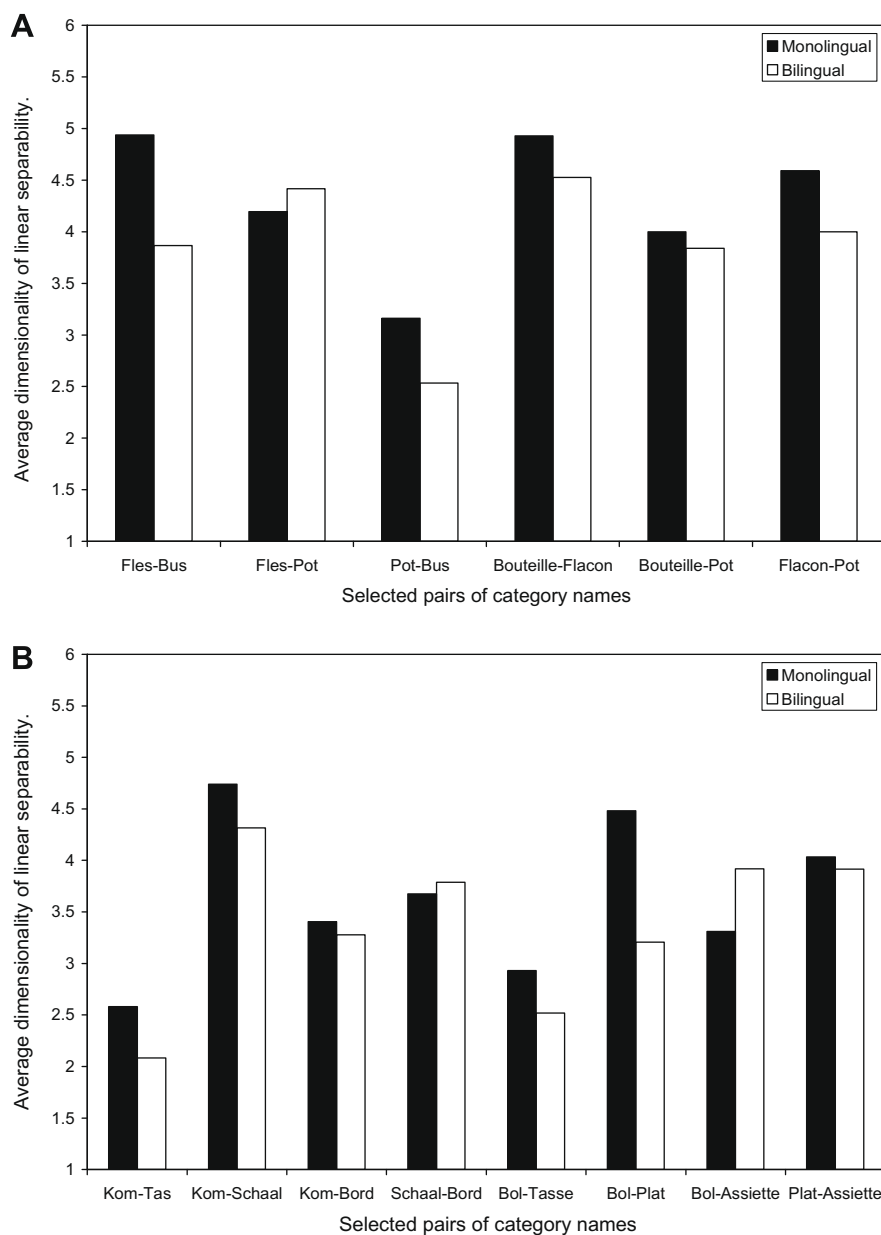 A
6
5.5
5
4.5
4
3.5
3
2.5
2
1.5
1
Average dimensionality of linear separability.
Monolingual
Bilingual
Fles-Bus Fles-Pot Pot-Bus Bouteille-Flacon Bouteille-Pot Flacon-Pot
Selected pairs of category names
B
6
5.5
5
4.5
4
3.5
3
2.5
2
1.5
1
Average dimensionality of linear separability.
Monolingual
Bilingual
Kom-Tas Kom-Schaal Kom-Bord Schaal-Bord Bol-Tasse Bol-Plat Bol-Assiette Plat-Assiette
Selected pairs of category names